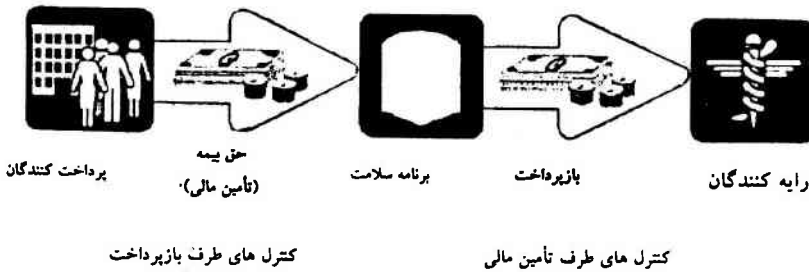 پرداخت کنندگان
حق بیمه
(تأمین مالی).
برنامه سلامت
بازپرداخت
رایه کنندگان
کنترل های طرف بازپرداخت
کنترل های طرف تأمین مالی